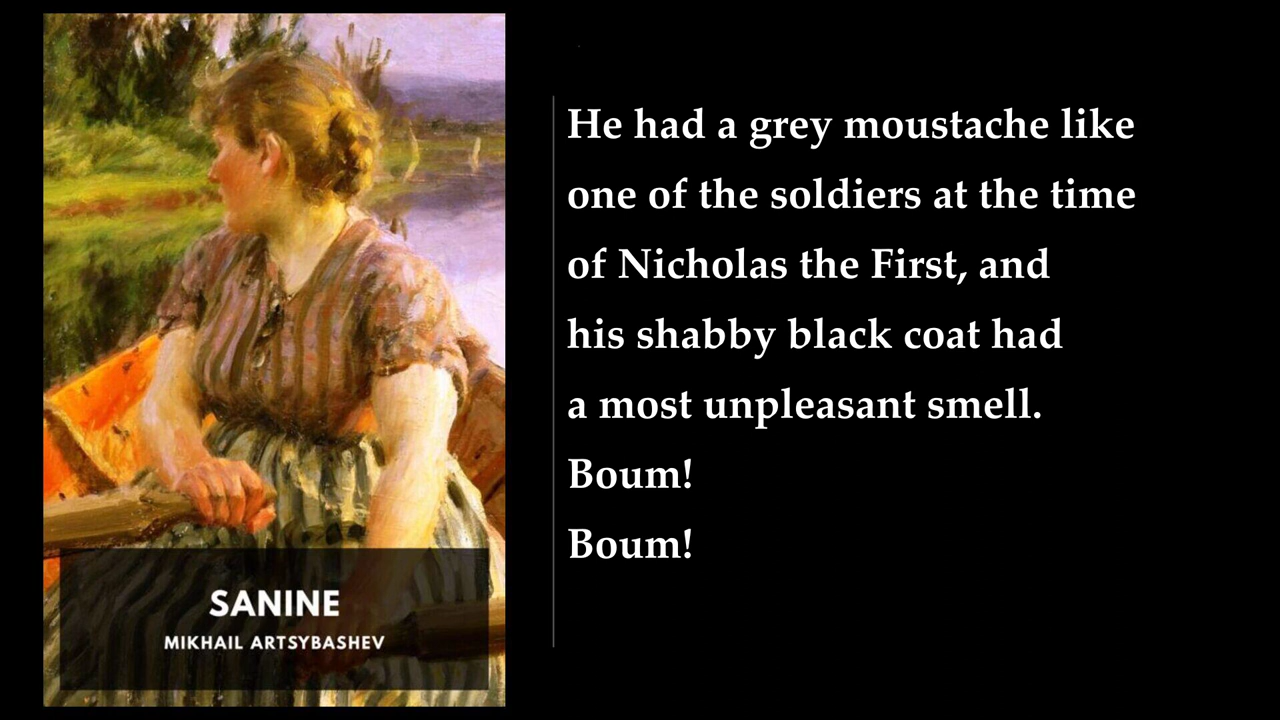 He had a grey moustache like
one of the soldiers at the time
of Nicholas the First, and
his shabby black coat had
a most unpleasant smell.
Boum!
Boum!
SANINE
MIKHAIL ARTSYBASHEV